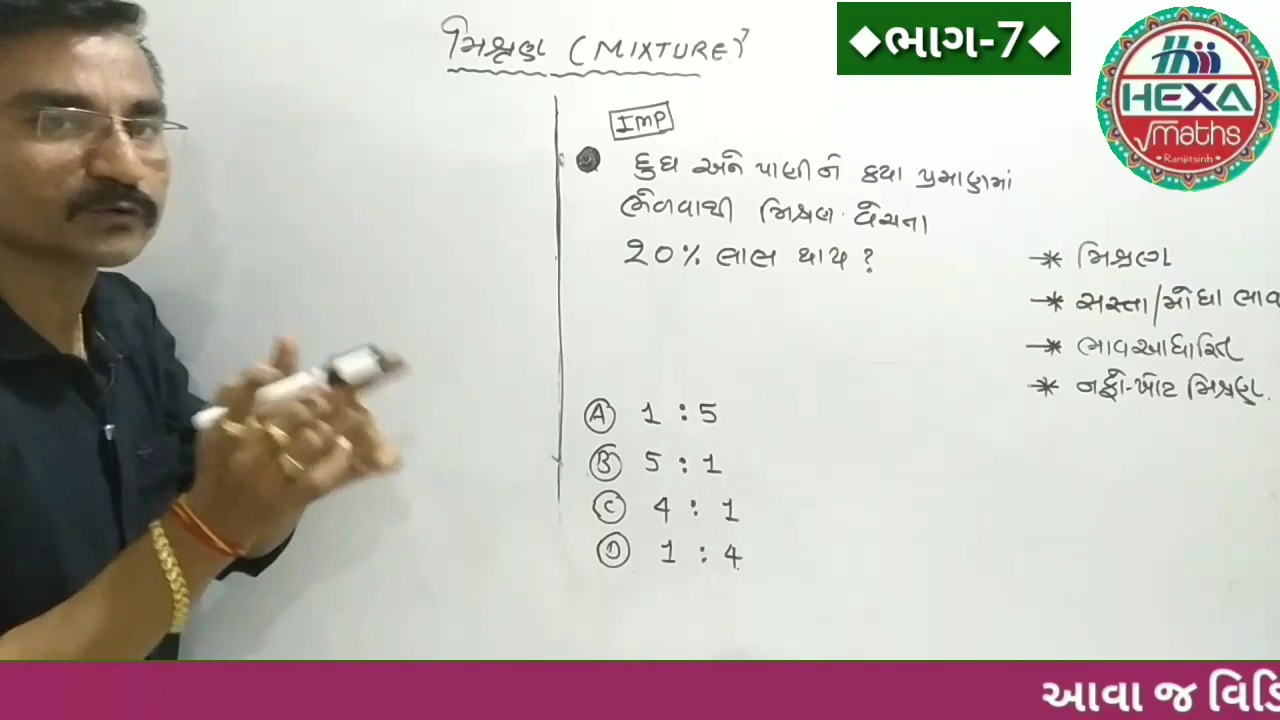 મિશ્રણ (MIXTURE)
◆ભાગ-7◆
HEXA
√maths
• Ranjitsinh •
IMP
દુધ અને પાણીને કયા પ્રમાણમાં
ભેળવાથી મિશ્રણ વેચતા
20% લાભ થાય ?
(A) 1 : 5
(B) 5 : 1
(C) 4 : 1
(D) 1 : 4
→* મિશ્રણ
→* સસ્તા/મોંઘા ભાવ
→* ભાવઆધારિત
→* નફો-ખોટ મિશ્રણ.
આવા જ વિડિ